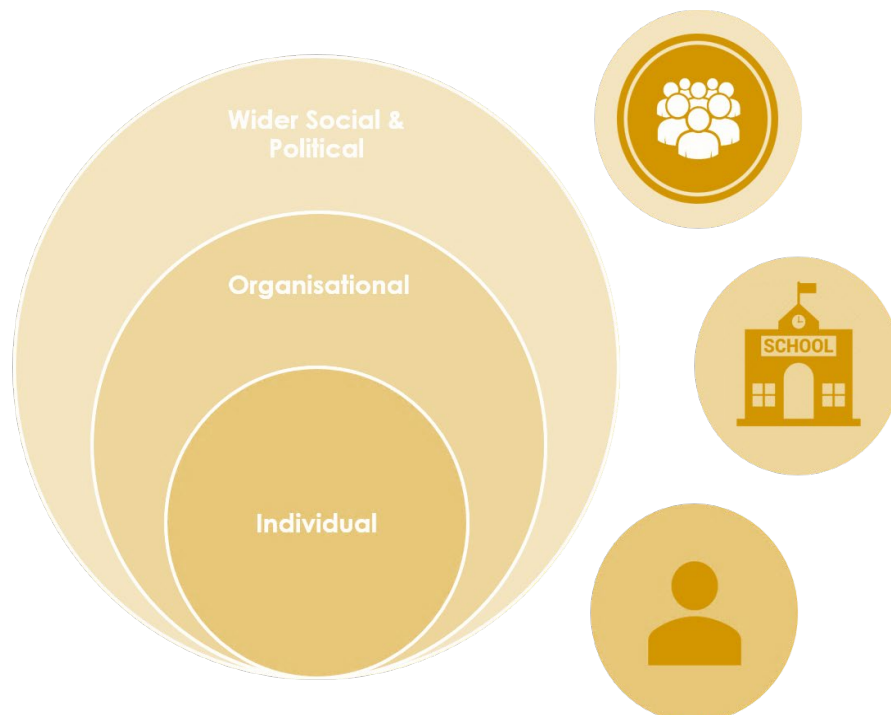 Wider Social &
Political
Organisational
SCHOOL
Individual